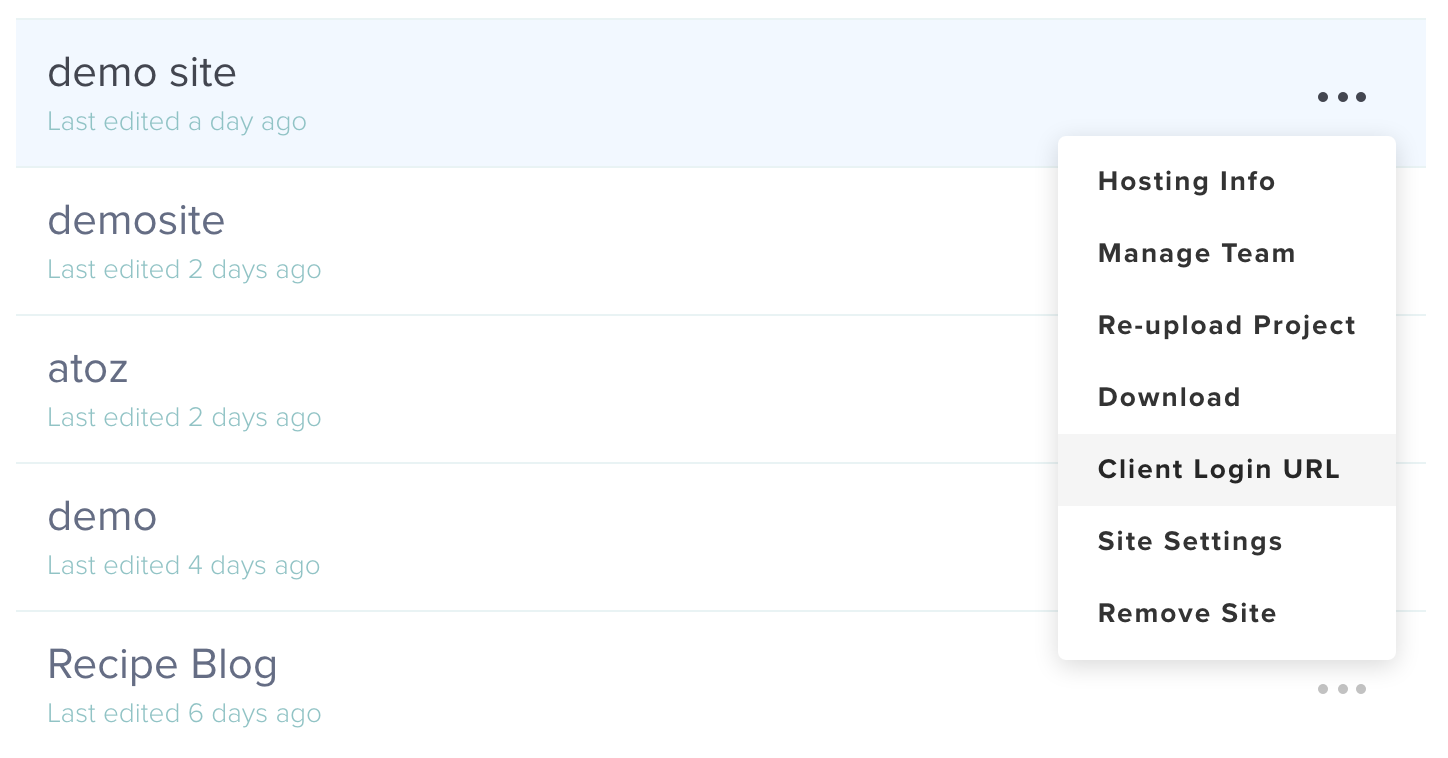 demo site
Last edited a day ago
demosite
Last edited 2 days ago
atoz
Last edited 2 days ago
demo
Last edited 4 days ago
Recipe Blog
Last edited 6 days ago
Hosting Info
Manage Team
Re-upload Project
Download
Client Login URL
Site Settings
Remove Site